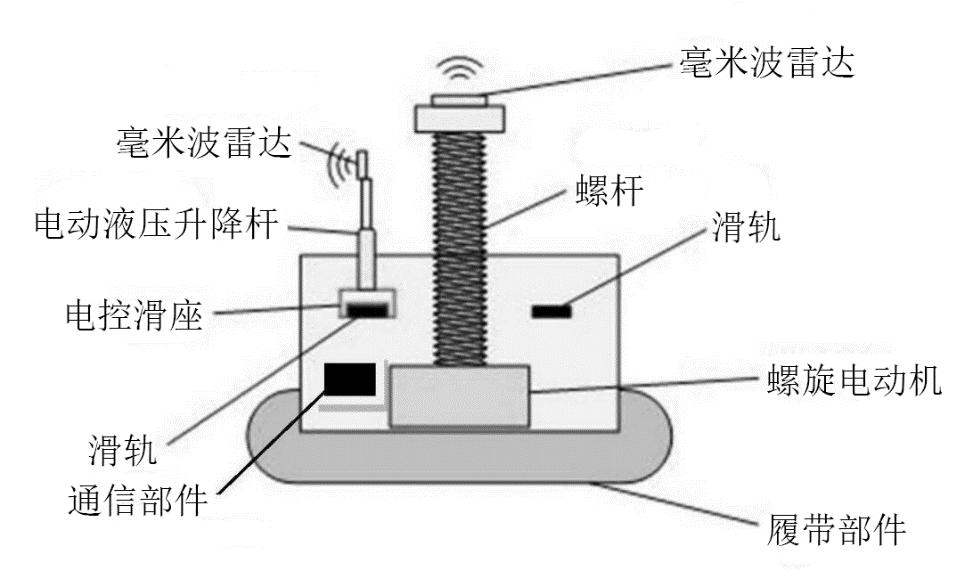 毫米波雷达
毫米波雷达
螺杆
电动液压升降杆
滑轨
电控滑座
螺旋电动机
滑轨
通信部件
履带部件